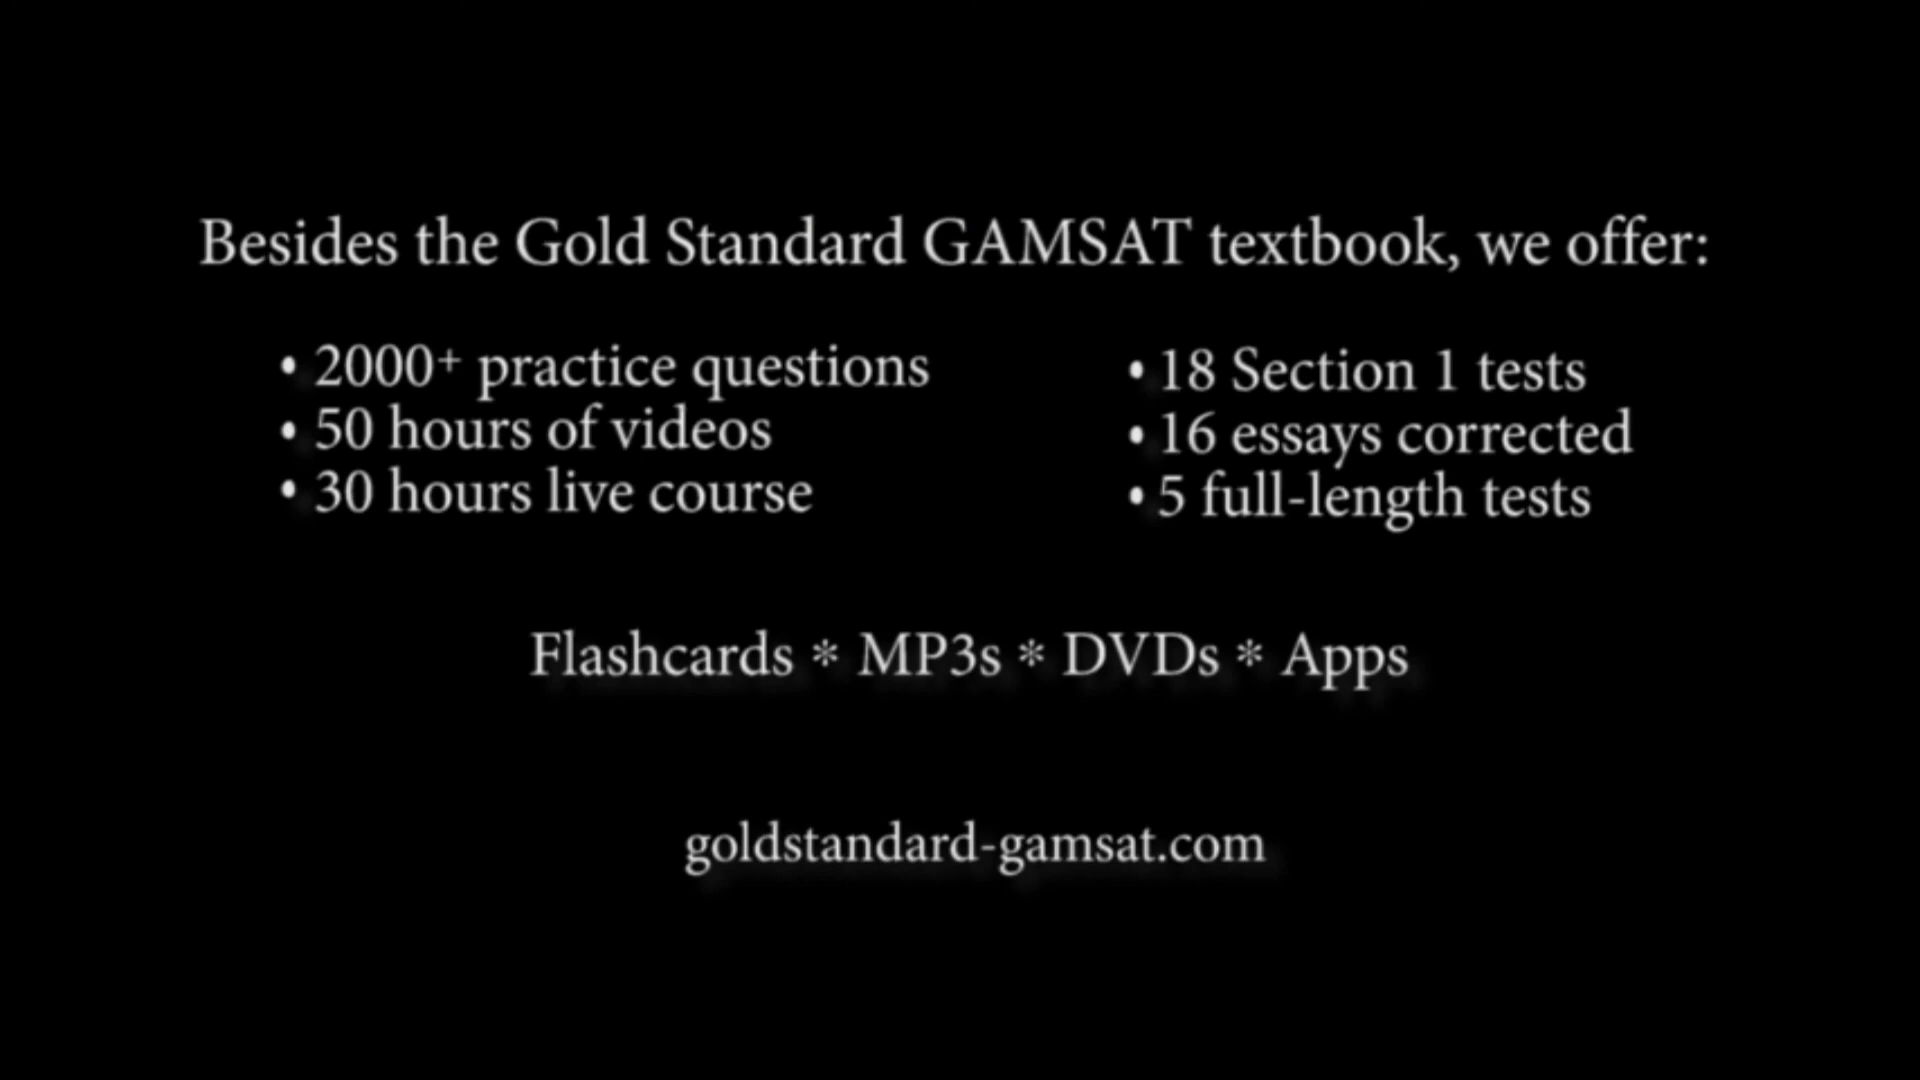 Besides the Gold Standard GAMSAT textbook, we offer:
• 2000+ practice questions
• 50 hours of videos
• 30 hours live course
• 18 Section 1 tests
• 16 essays corrected
• 5 full-length tests
Flashcards * MP3s * DVDs * Apps
goldstandard-gamsat.com